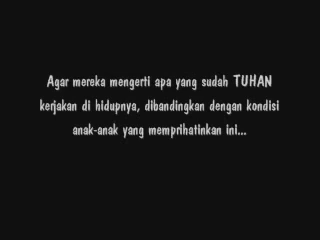 Agar mereka mengerti apa yang sudah TUHAN
kerjakan di hidupnya, dibandingkan dengan kondisi
anak-anak yang memprihatinkan ini...